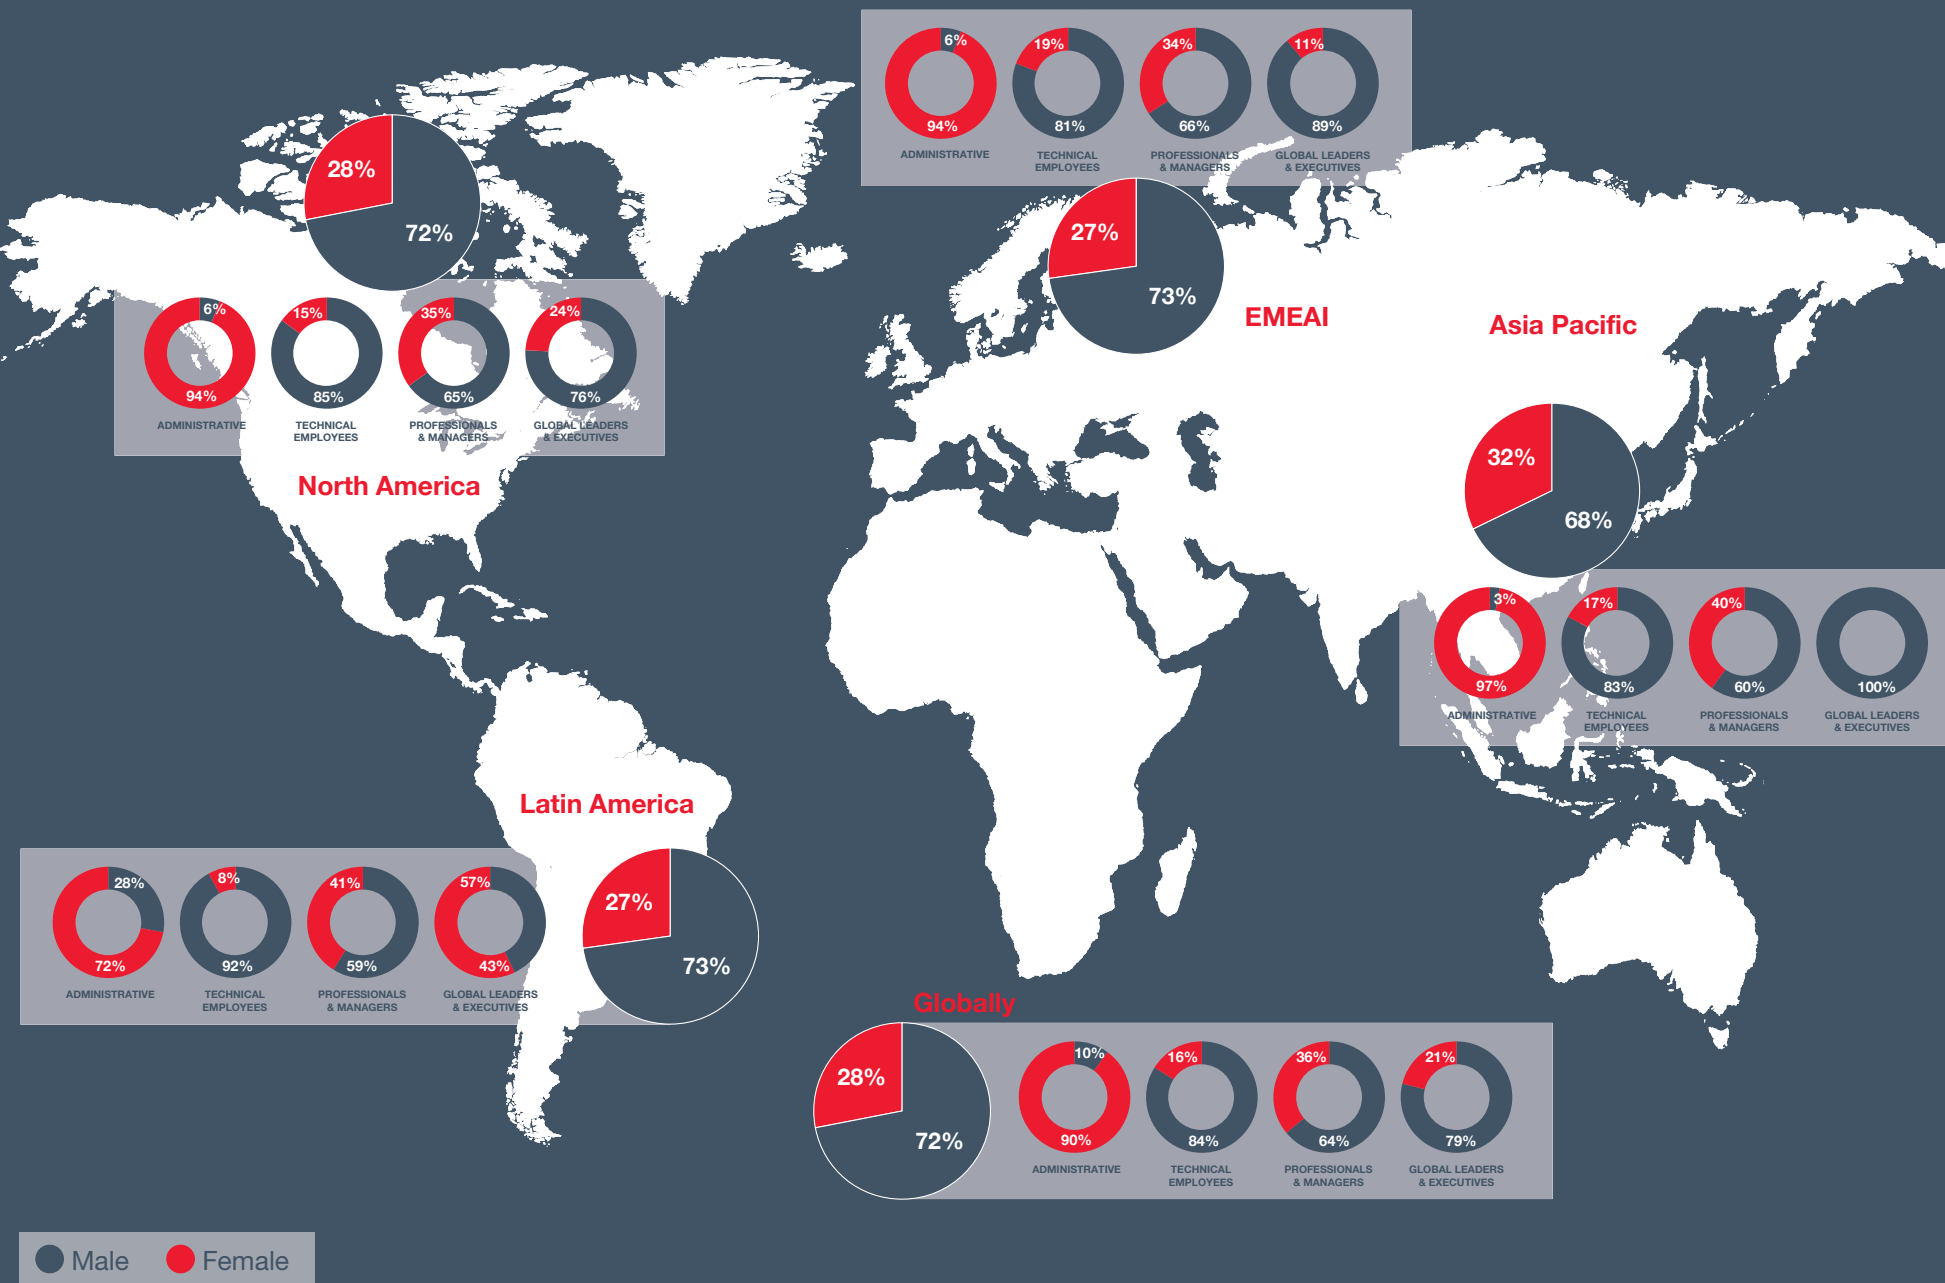 6%
19%
34%
11%
94%
81%
66%
89%
ADMINISTRATIVE
TECHNICAL
EMPLOYEES
PROFESSIONALS
& MANAGERS
GLOBAL LEADERS
& EXECUTIVES
27%
73%
EMEAI
28%
72%
6%
15%
35%
24%
94%
85%
65%
76%
ADMINISTRATIVE
TECHNICAL
EMPLOYEES
PROFESSIONALS
& MANAGERS
GLOBAL LEADERS
& EXECUTIVES
North America
Asia Pacific
32%
68%
3%
17%
40%
97%
83%
60%
100%
ADMINISTRATIVE
TECHNICAL
EMPLOYEES
PROFESSIONALS
& MANAGERS
GLOBAL LEADERS
& EXECUTIVES
Latin America
28%
8%
41%
57%
72%
92%
59%
43%
ADMINISTRATIVE
TECHNICAL
EMPLOYEES
PROFESSIONALS
& MANAGERS
GLOBAL LEADERS
& EXECUTIVES
27%
73%
Globally
28%
72%
10%
16%
36%
21%
90%
84%
64%
79%
ADMINISTRATIVE
TECHNICAL
EMPLOYEES
PROFESSIONALS
& MANAGERS
GLOBAL LEADERS
& EXECUTIVES
Male
Female